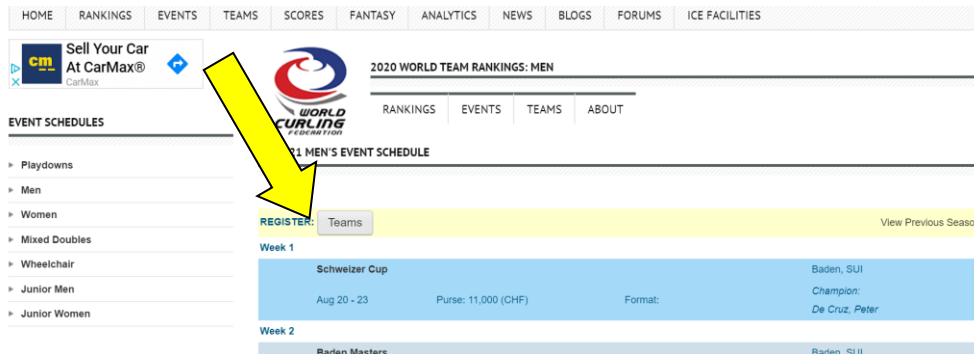 HOME RANKINGS EVENTS TEAMS SCORES FANTASY ANALYTICS NEWS BLOGS FORUMS ICE FACILITIES
cm
Sell Your Car
At CarMax®
CarMax
EVENT SCHEDULES
Playdowns
Men
Women
Mixed Doubles
Wheelchair
Junior Men
Junior Women
WORLD
CURLING
FEDERATION
2020 WORLD TEAM RANKINGS: MEN
RANKINGS EVENTS TEAMS ABOUT
21 MEN'S EVENT SCHEDULE
REGISTER: Teams View Previous Seaso
Week 1
Schweizer Cup Baden, SUI
Aug 20 - 23 Purse: 11,000 (CHF) Format: Champion:
De Cruz, Peter
Week 2
Baden Masters Baden, SUI